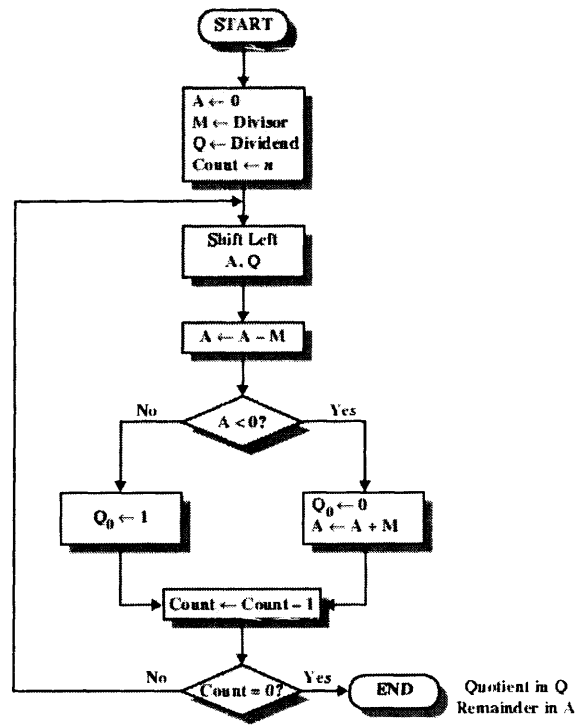 START
A ← 0
M ← Divisor
Q ← Dividend
Count ← n
Shift Left
A, Q
A ← A – M
No
A < 0?
Yes
Q₀ ← 1
Q₀ ← 0
A ← A + M
Count ← Count – 1
No
Count = 0?
Yes
END
Quotient in Q
Remainder in A